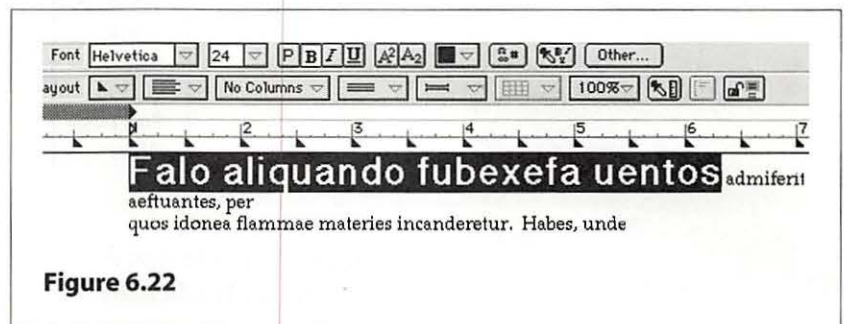 Font Helvetica 24 P B I U A2 A2 Other...
ayout No Columns 100%
2 3 4 5 6 7
Falo aliquando fubexefa uentos admiferit
aeftuantes, per
quos idonea flammae materies incanderetur. Habes, unde
Figure 6.22